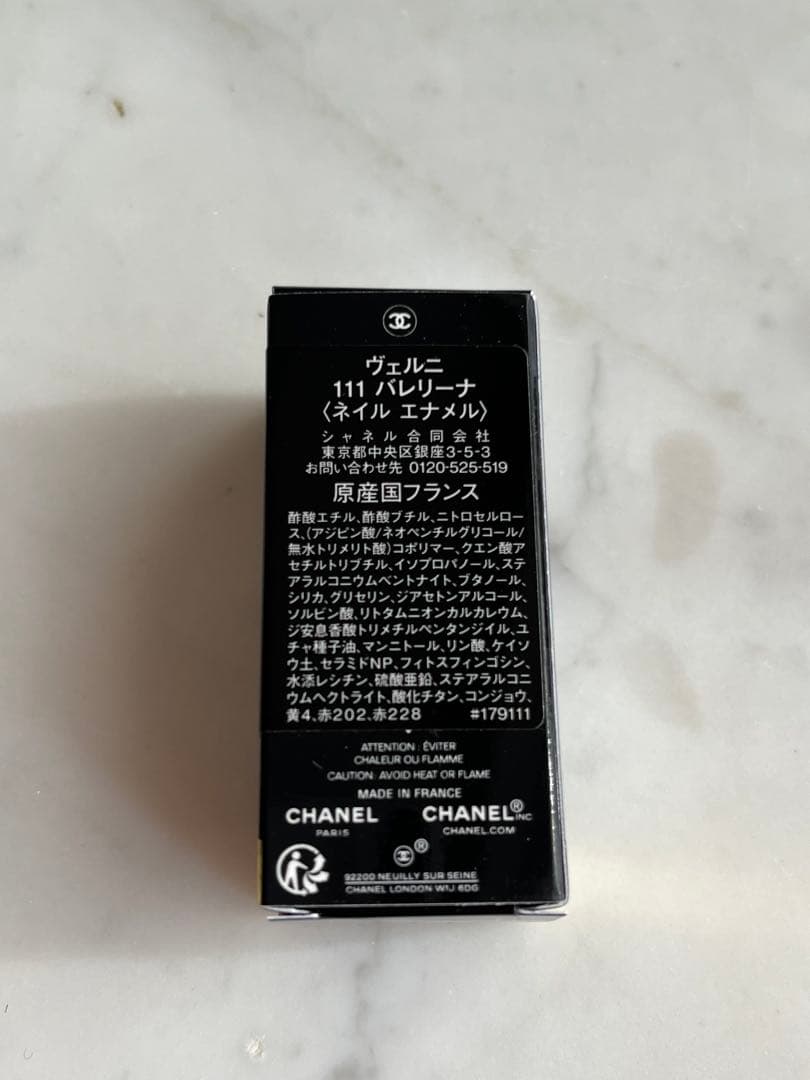 ヴェルニ
111 バレリーナ
〈ネイル エナメル〉
シャネル合同会社
東京都中央区銀座3-5-3
お問い合わせ先 0120-525-519
原産国フランス
酢酸エチル、酢酸ブチル、ニトロセルロー
ス、(アジピン酸/ネオペンチルグリコール/
無水トリメリト酸)コポリマー、クエン酸ア
セチルトリブチル、イソプロパノール、ステ
アラルコニウムベントナイト、ブタノール、
シリカ、グリセリン、ジアセトンアルコール、
ソルビン酸、リトタムニオンカルカレウム、
ジ安息香酸トリメチルペンタンジイル、ユ
チャ種子油、マンニトール、リン酸、ケイソ
ウ土、セラミドNP、フィトスフィンゴシン、
水添レシチン、硫酸亜鉛、ステアラルコニ
ウムヘクトライト、酸化チタン、コンジョウ、
黄4、赤202、赤228 #179111
ATTENTION : ÉVITER
CHALEUR OU FLAMME
CAUTION: AVOID HEAT OR FLAME
MADE IN FRANCE
CHANEL CHANEL® INC
PARIS CHANEL.COM
®
92200 NEUILLY SUR SEINE
CHANEL LONDON W1J 6DG